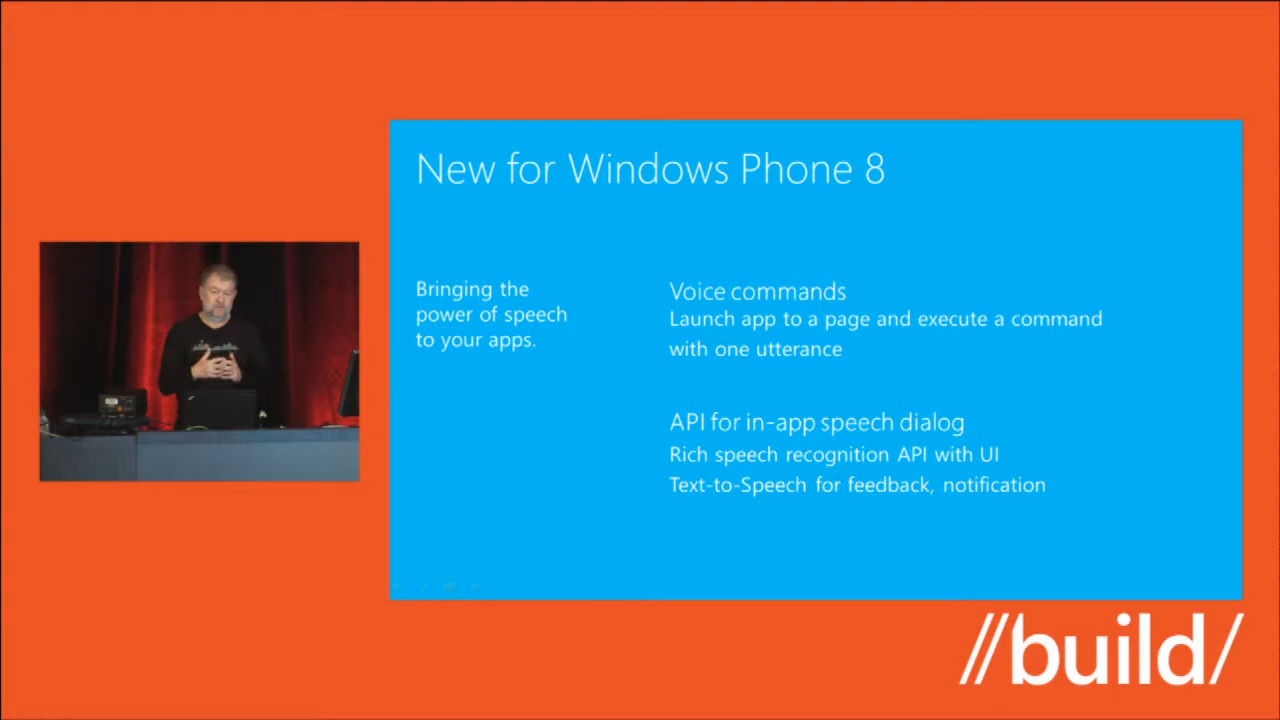 New for Windows Phone 8
Bringing the
power of speech
to your apps.
Voice commands
Launch app to a page and execute a command
with one utterance
API for in-app speech dialog
Rich speech recognition API with UI
Text-to-Speech for feedback, notification
//build/